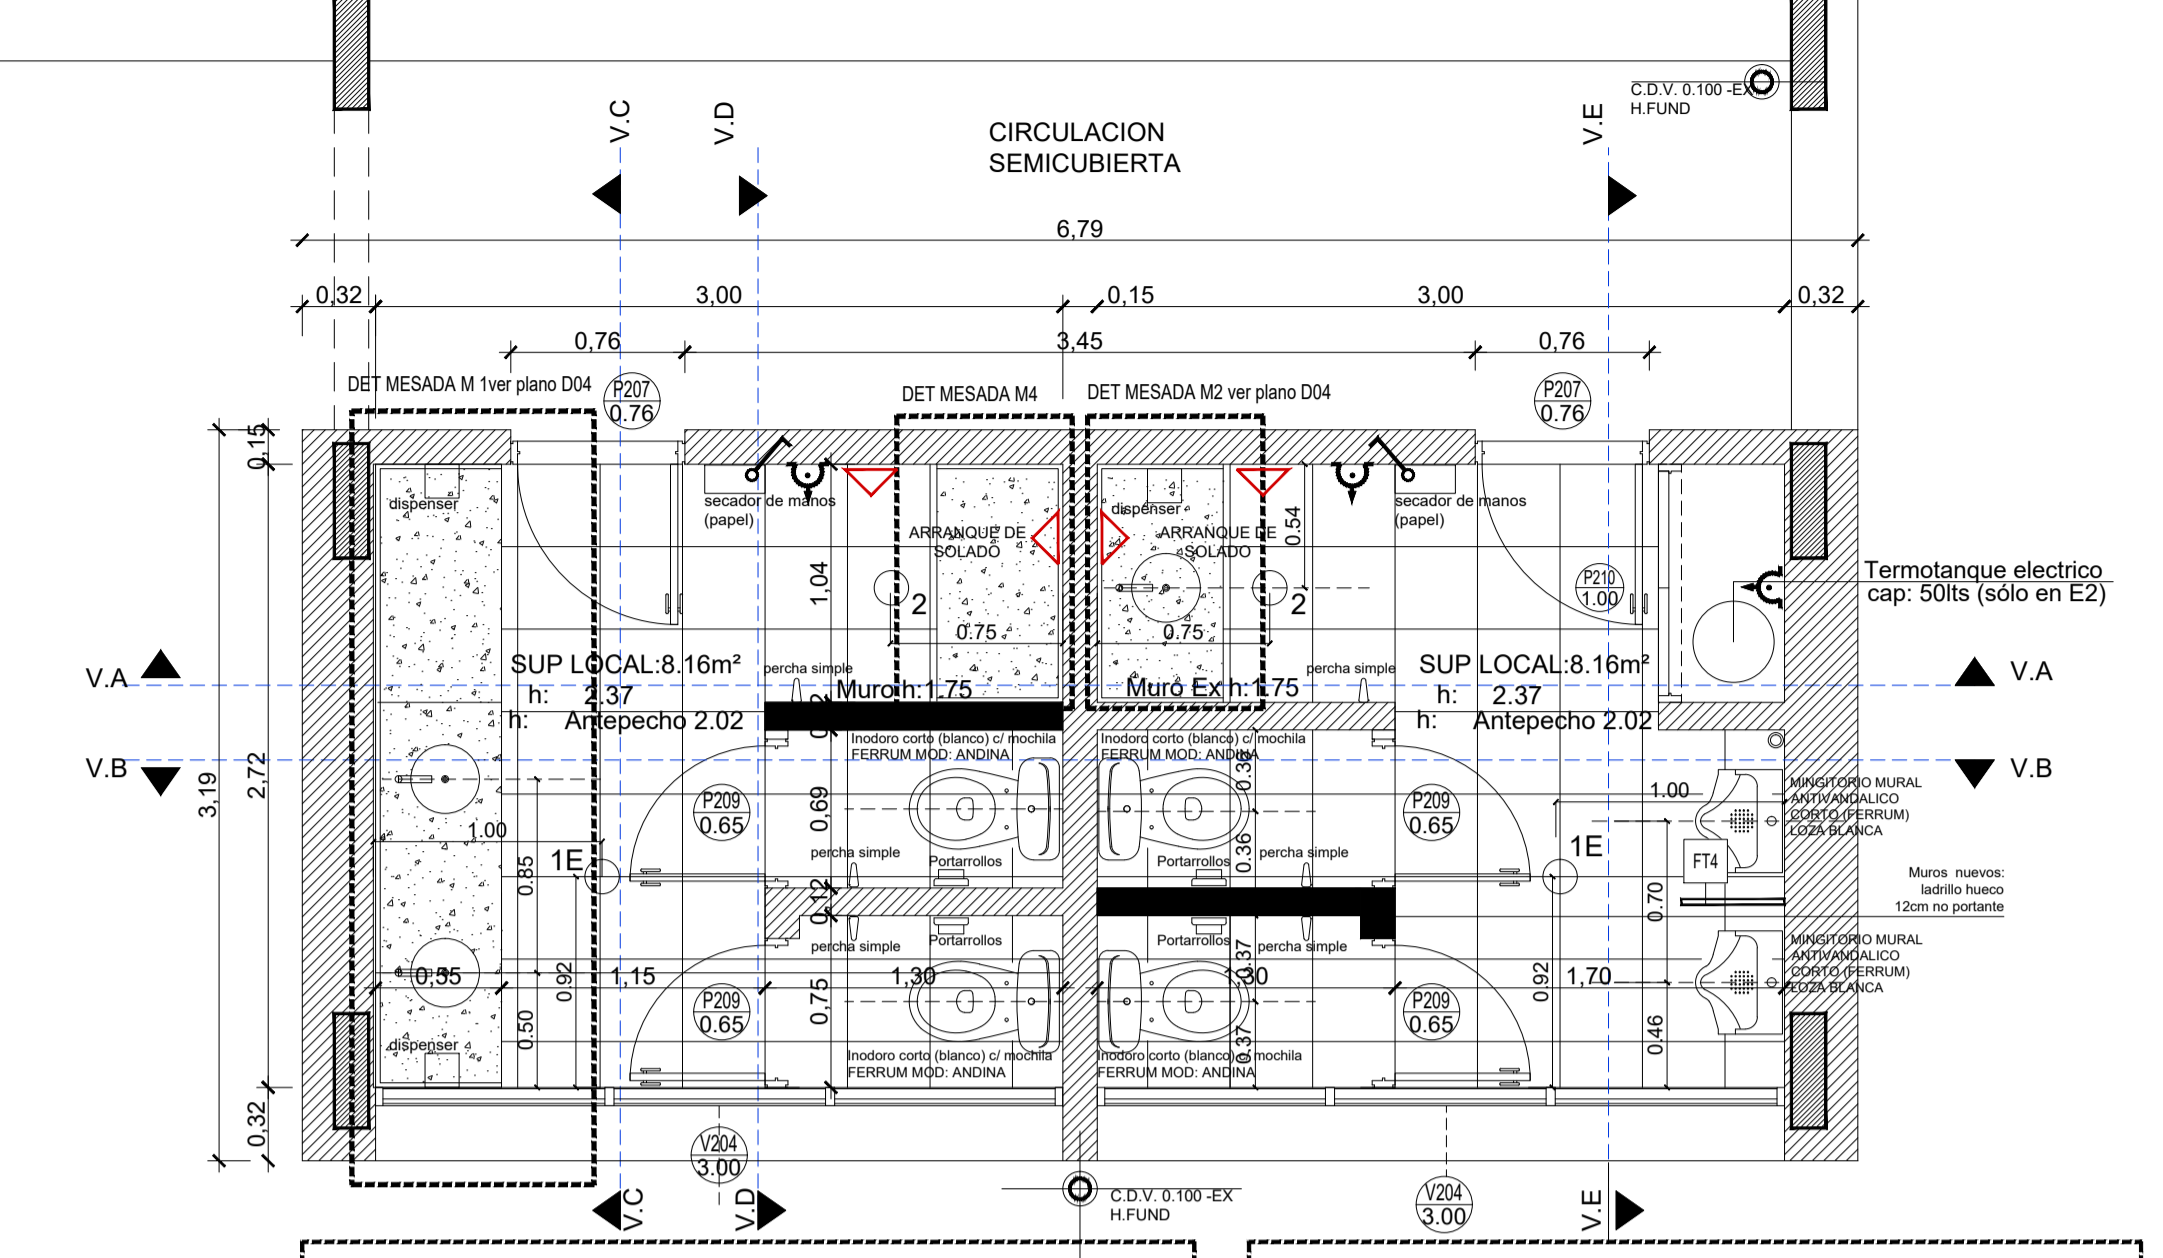 C.D.V. 0.100 -EX
H.FUND
V.C
V.D
V.E
CIRCULACION
SEMICUBIERTA
6,79
0,32
3,00
0,15
3,00
0,32
0,76
3,45
0,76
DET MESADA M 1ver plano D04
P207
0.76
DET MESADA M4
DET MESADA M2 ver plano D04
P207
0.76
0,15
dispenser
secador de manos
(papel)
dispenser
secador de manos
(papel)
ARRANQUE DE
SOLADO
ARRANQUE DE
SOLADO
0.54
1,04
2
2
P210
1.00
Termotanque electrico
cap: 50lts (sólo en E2)
0.75
0.75
SUP LOCAL:8.16m²
h: 2.37
h: Antepecho 2.02
percha simple
Muro h:1.75
percha simple
Muro Ex h:1.75
SUP LOCAL:8.16m²
h: 2.37
h: Antepecho 2.02
V.A
V.A
V.B
V.B
Inodoro corto (blanco) c/ mochila
FERRUM MOD: ANDINA
Inodoro corto (blanco) c/ mochila
FERRUM MOD: ANDINA
3,19
2,72
P209
0.65
0,69
0.36
P209
0.65
1.00
MINGITORIO MURAL
ANTIVANDALICO
CORTO (FERRUM)
LOZA BLANCA
1.00
1E
0.85
percha simple
Portarrollos
Portarrollos
0.36
percha simple
1E
FT4
Muros nuevos:
ladrillo hueco
12cm no portante
0,12
0.70
percha simple
Portarrollos
Portarrollos
percha simple
0.37
MINGITORIO MURAL
ANTIVANDALICO
CORTO (FERRUM)
LOZA BLANCA
0,55
0.92
1,15
1,30
1,30
0.92
1,70
P209
0.65
0,75
P209
0.65
0.50
0.46
dispenser
Inodoro corto (blanco) c/ mochila
FERRUM MOD: ANDINA
Inodoro corto (blanco) c/ mochila
FERRUM MOD: ANDINA
0.37
0,32
V204
3.00
V204
3.00
V.C
V.D
C.D.V. 0.100 -EX
H.FUND
V.E